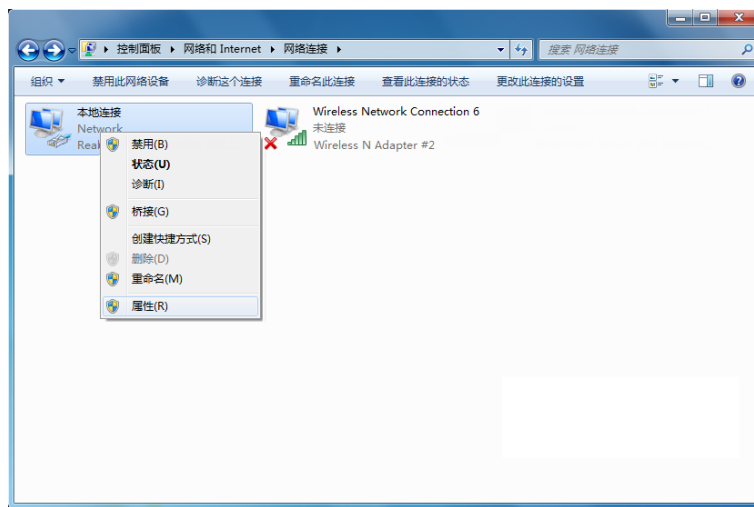 控制面板 ▸ 网络和 Internet ▸ 网络连接 ▸
搜索 网络连接
组织 禁用此网络设备 诊断这个连接 重命名此连接 查看此连接的状态 更改此连接的设置
本地连接
Network
Real
Wireless Network Connection 6
未连接
Wireless N Adapter #2
禁用(B)
状态(U)
诊断(I)
桥接(G)
创建快捷方式(S)
删除(D)
重命名(M)
属性(R)